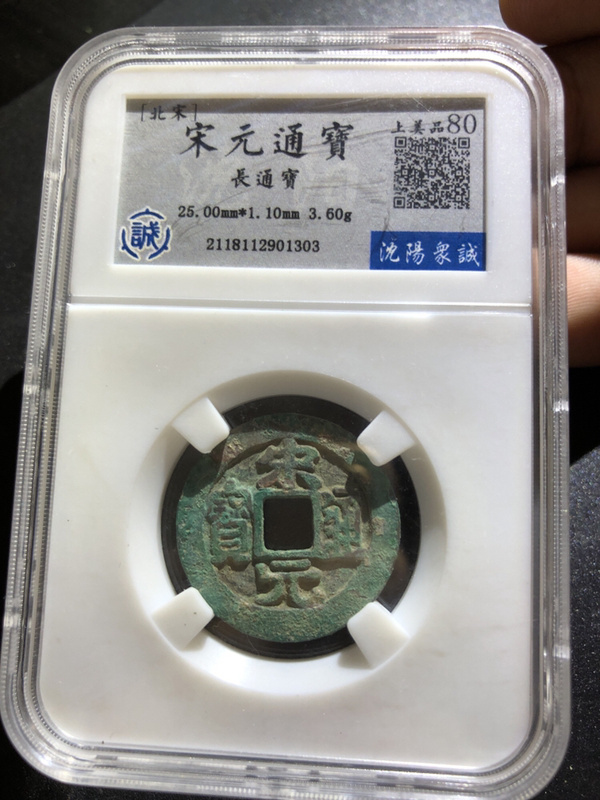 [北宋]
宋元通寶
上美品80
長通寶
25.00mm*1.10mm 3.60g
誠
2118112901303
沈陽衆誠
宋元通寶